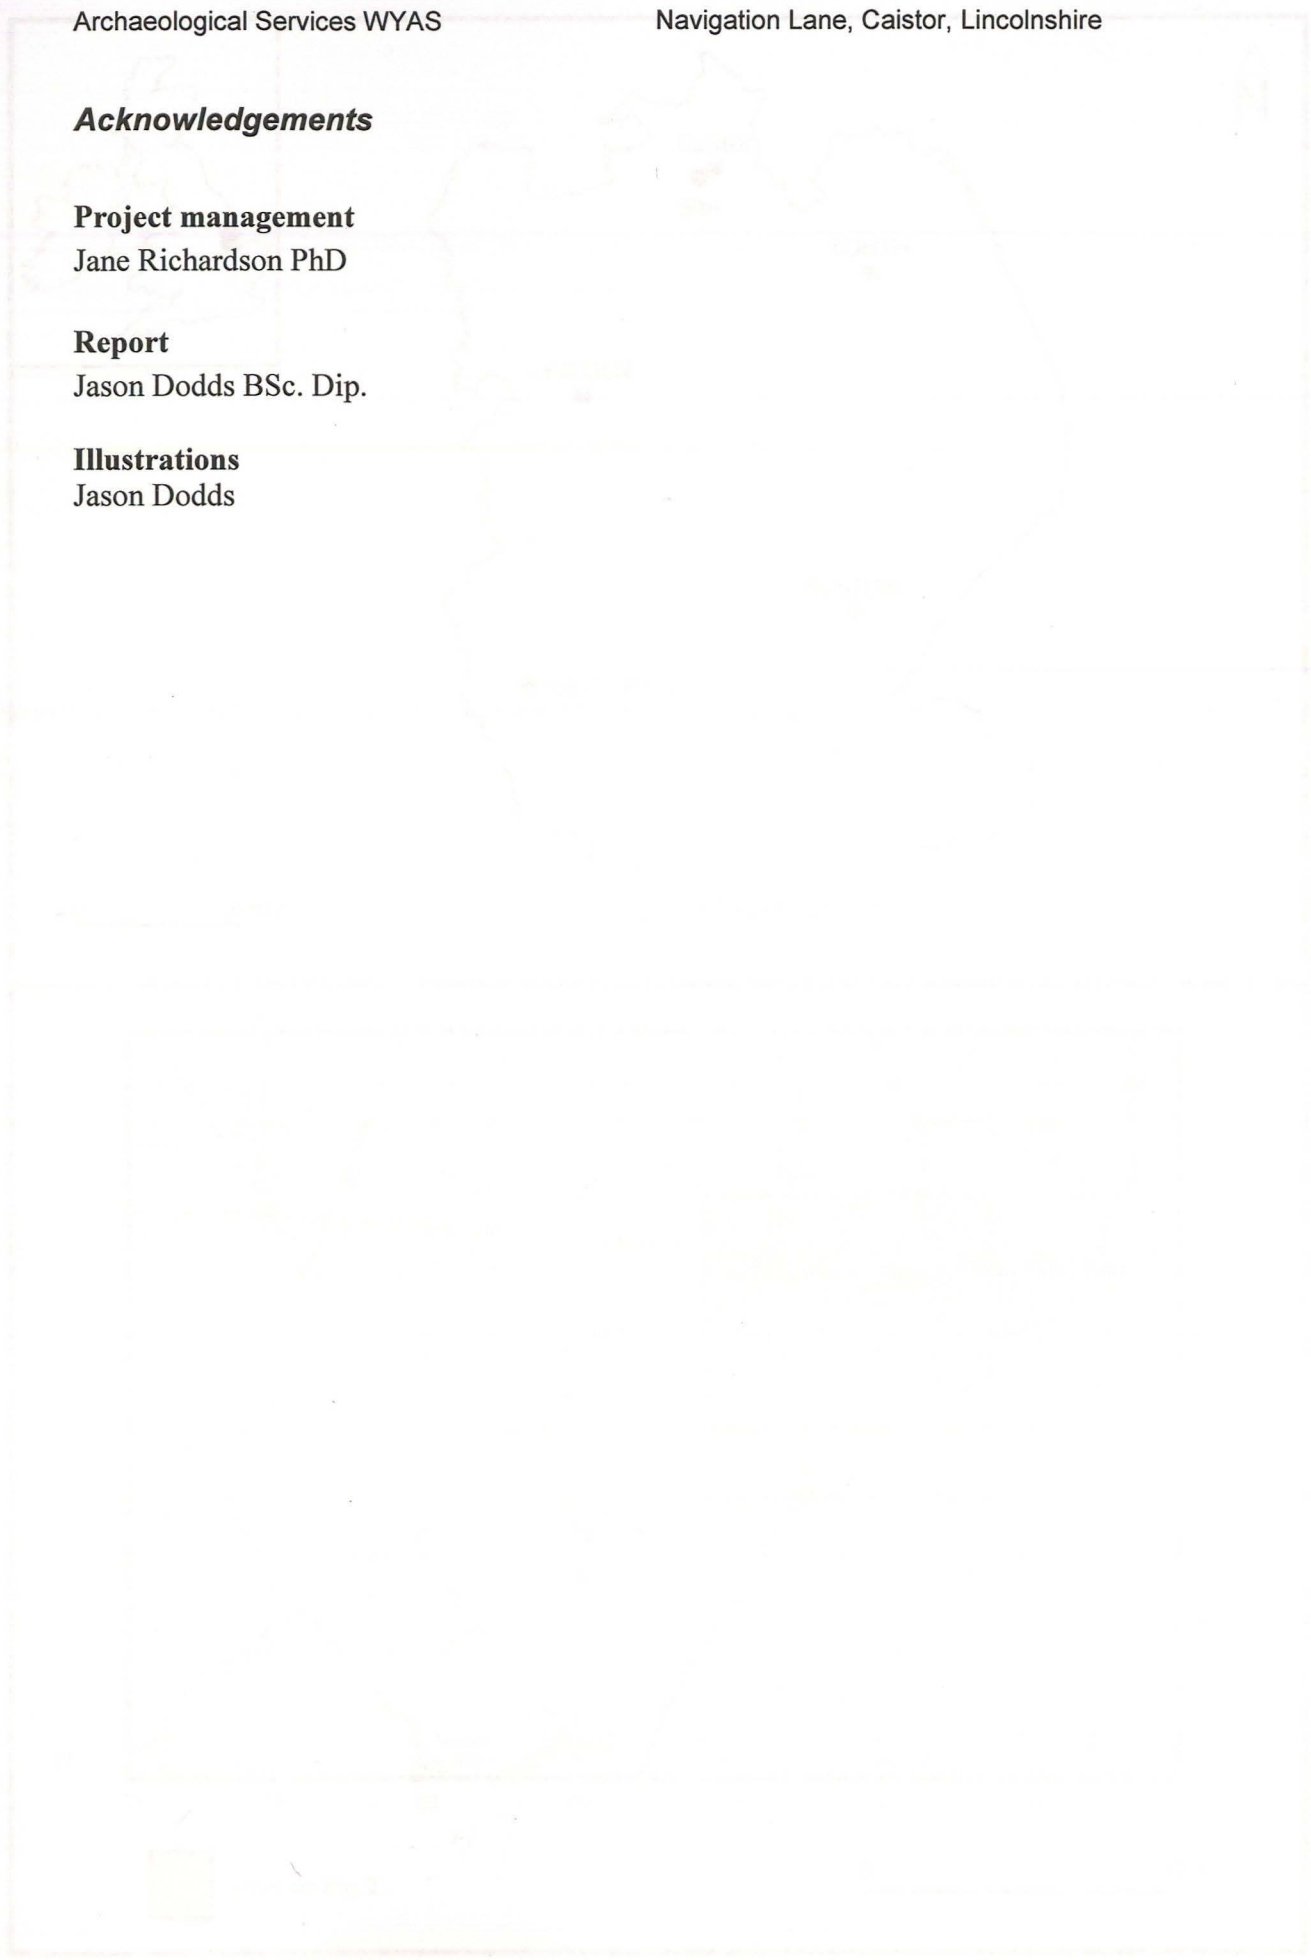 Archaeological Services WYAS Navigation Lane, Caistor, Lincolnshire
Acknowledgements
Project management
Jane Richardson PhD
Report
Jason Dodds BSc. Dip.
Illustrations
Jason Dodds